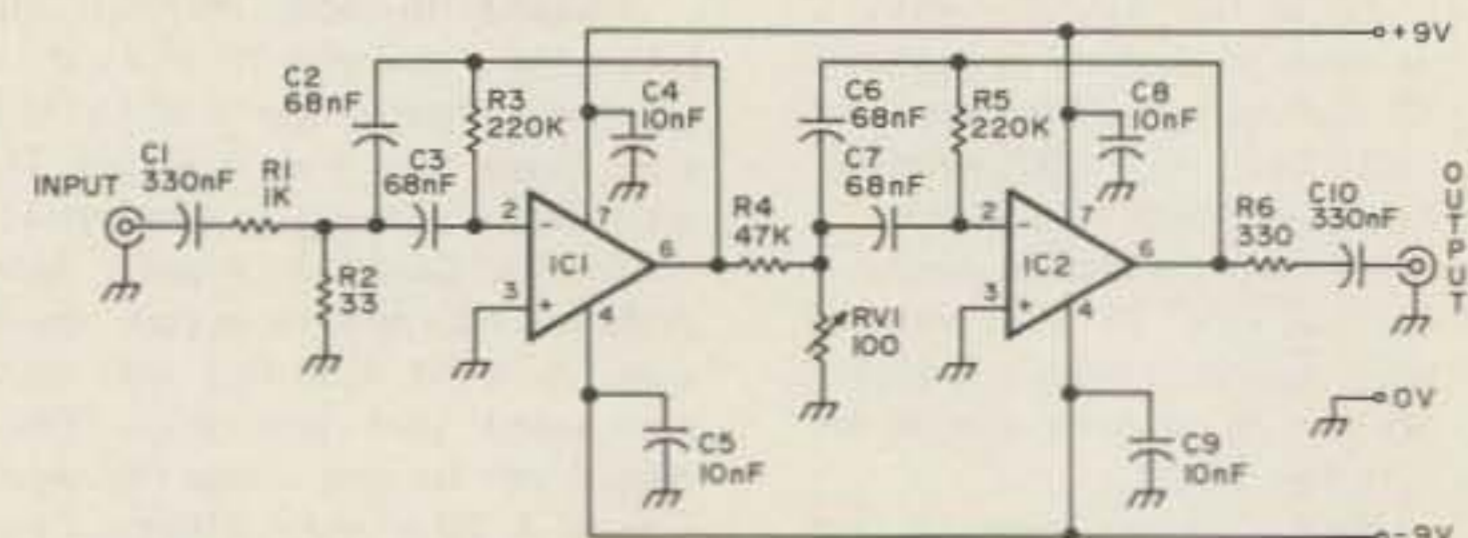 +9V
C2
68nF
R3
220K
C4
10nF
C6
68nF
R5
220K
C8
10nF
INPUT
C1
330nF
R1
1K
C3
68nF
C7
68nF
R4
47K
R6
330
C10
330nF
OUTPUT
2
7
-
6
IC1
3
+
4
R2
33
2
7
-
6
IC2
3
+
4
RV1
100
0V
C5
10nF
C9
10nF
-9V